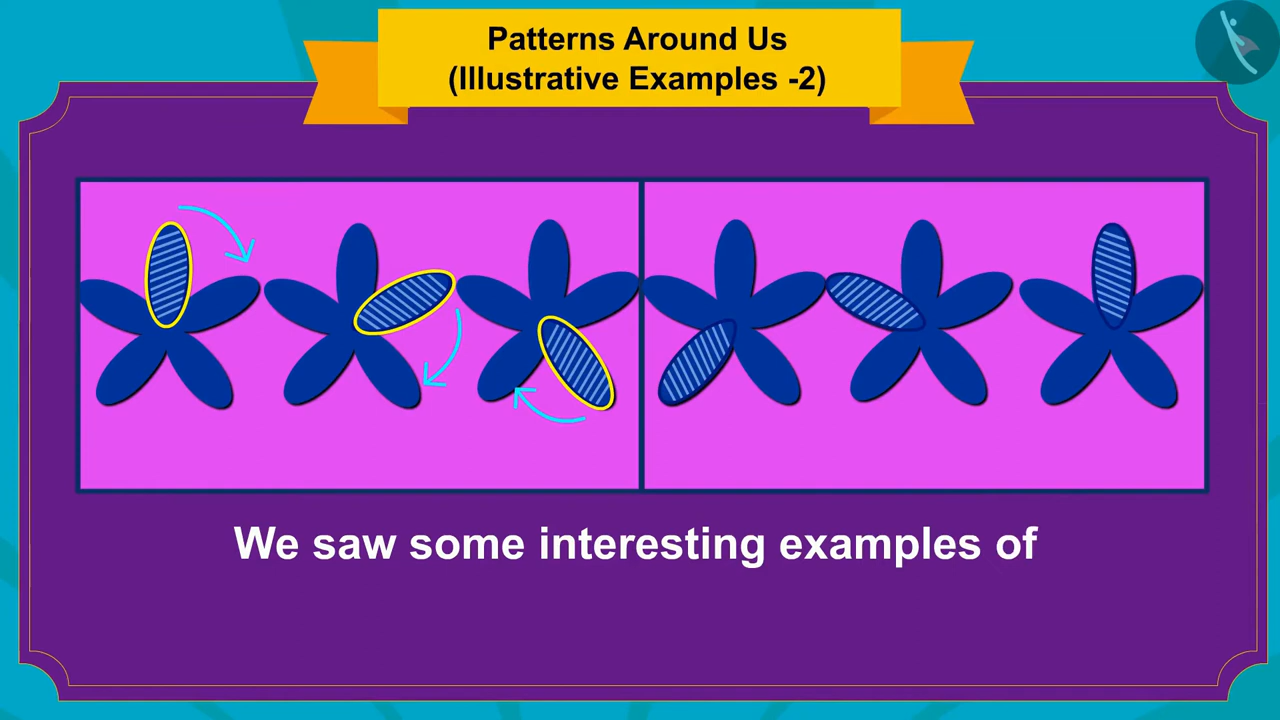 Patterns Around Us
(Illustrative Examples -2)
We saw some interesting examples of